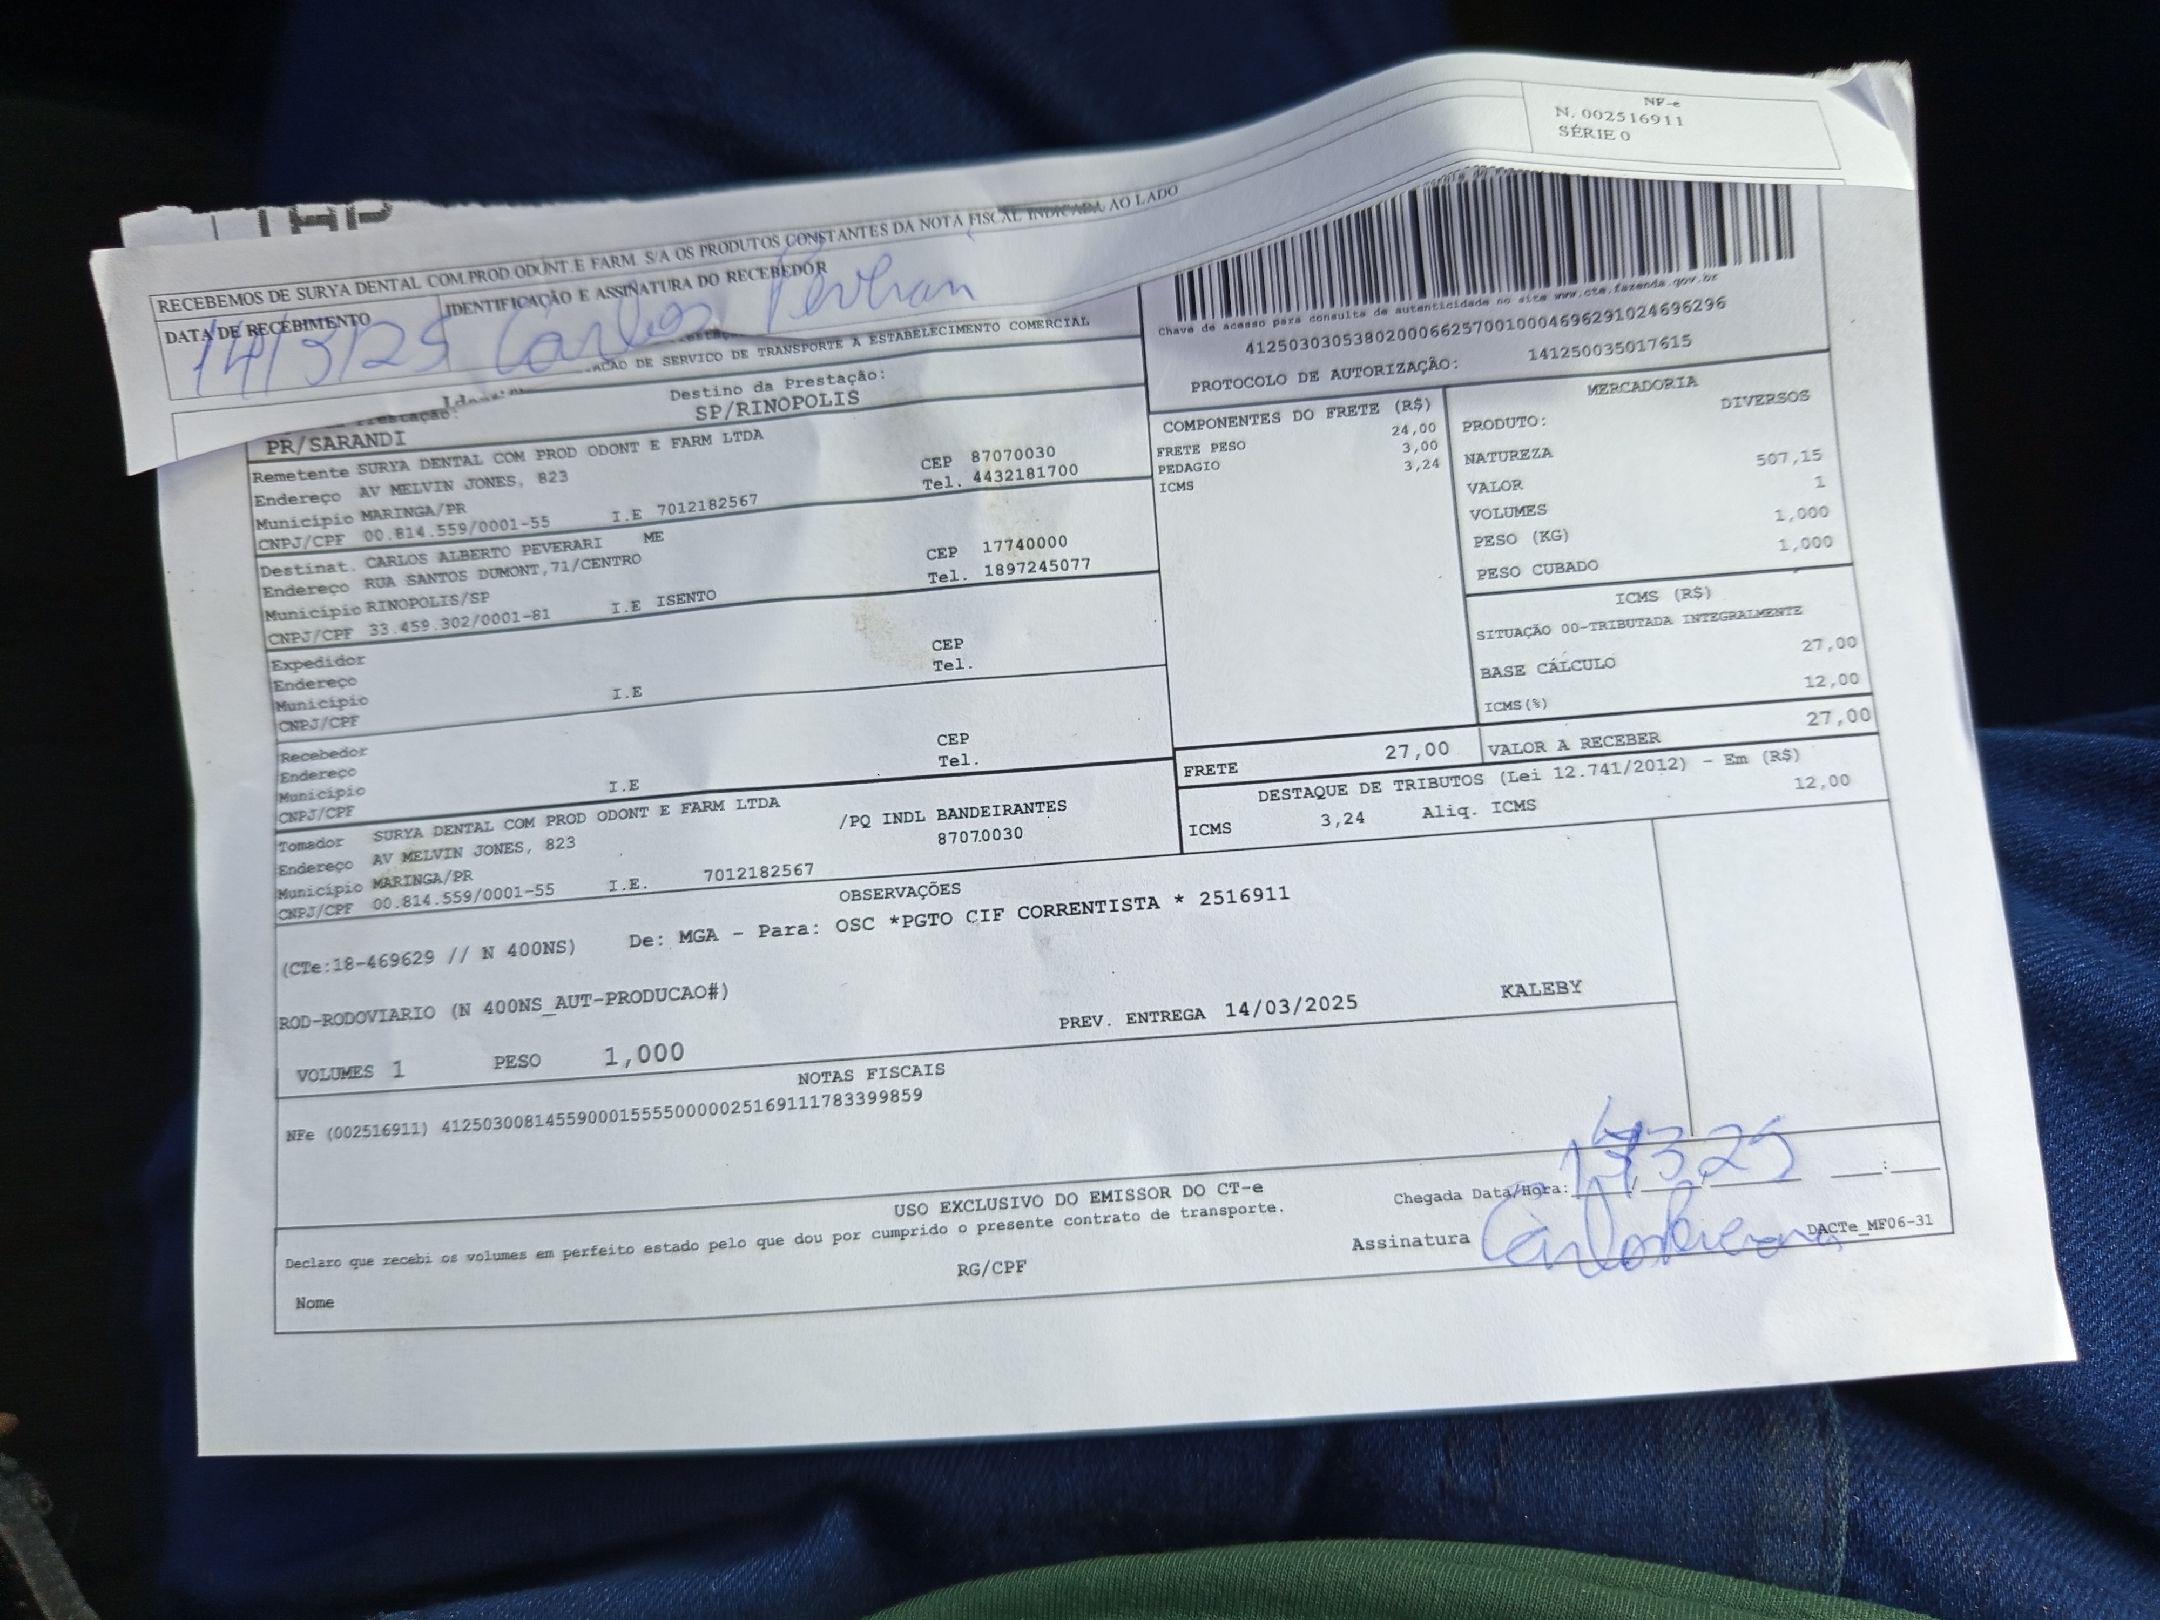 NF-e
N. 002516911
SÉRIE 0
RECEBEMOS DE SURYA DENTAL COM.PROD.ODONT.E FARM. S/A OS PRODUTOS CONSTANTES DA NOTA FISCAL INDICADA AO LADO
DATA DE RECEBIMENTO
IDENTIFICAÇÃO E ASSINATURA DO RECEBEDOR
14/3/25 Carlos
DE SERVICO DE TRANSPORTE A ESTABELECIMENTO COMERCIAL
Chave de acesso para consulta de autenticidade no site www.cte.fazenda.gov.br
41250303053802000662570010004696291024696296
PROTOCOLO DE AUTORIZAÇÃO: 141250035017615
Destino da Prestação:
PR/SARANDI SP/RINOPOLIS
Remetente SURYA DENTAL COM PROD ODONT E FARM LTDA
Endereço AV MELVIN JONES, 823 CEP 87070030
Município MARINGA/PR Tel. 4432181700
CNPJ/CPF 00.814.559/0001-55 I.E 7012182567
Destinat. CARLOS ALBERTO PEVERARI ME
Endereço RUA SANTOS DUMONT,71/CENTRO CEP 17740000
Município RINOPOLIS/SP Tel. 1897245077
CNPJ/CPF 33.459.302/0001-81 I.E ISENTO
Expedidor
Endereço CEP
Município Tel.
CNPJ/CPF I.E
Recebedor
Endereço CEP
Município Tel.
CNPJ/CPF I.E
Tomador SURYA DENTAL COM PROD ODONT E FARM LTDA
Endereço AV MELVIN JONES, 823 /PQ INDL BANDEIRANTES
Município MARINGA/PR 87070030
CNPJ/CPF 00.814.559/0001-55 I.E. 7012182567
COMPONENTES DO FRETE (R$)
FRETE PESO 24,00
PEDAGIO 3,00
ICMS 3,24
MERCADORIA
PRODUTO: DIVERSOS
NATUREZA
VALOR 507,15
VOLUMES 1
PESO (KG) 1,000
PESO CUBADO 1,000
ICMS (R$)
SITUAÇÃO 00-TRIBUTADA INTEGRALMENTE
BASE CÁLCULO 27,00
ICMS(%) 12,00
FRETE 27,00
VALOR A RECEBER 27,00
DESTAQUE DE TRIBUTOS (Lei 12.741/2012) - Em (R$)
ICMS 3,24 Aliq. ICMS 12,00
OBSERVAÇÕES
(CTe:18-469629 // N 400NS) De: MGA - Para: OSC *PGTO CIF CORRENTISTA * 2516911
ROD-RODOVIARIO (N 400NS_AUT-PRODUCAO#)
PREV. ENTREGA 14/03/2025 KALEBY
VOLUMES 1 PESO 1,000
NOTAS FISCAIS
NFe (002516911) 41250300814559000155550000025169111783399859
USO EXCLUSIVO DO EMISSOR DO CT-e
Declaro que recebi os volumes em perfeito estado pelo que dou por cumprido o presente contrato de transporte.
Chegada Data/Hora: 14 3 25 :
Nome RG/CPF Assinatura Carlos
DACTe_MF06-31